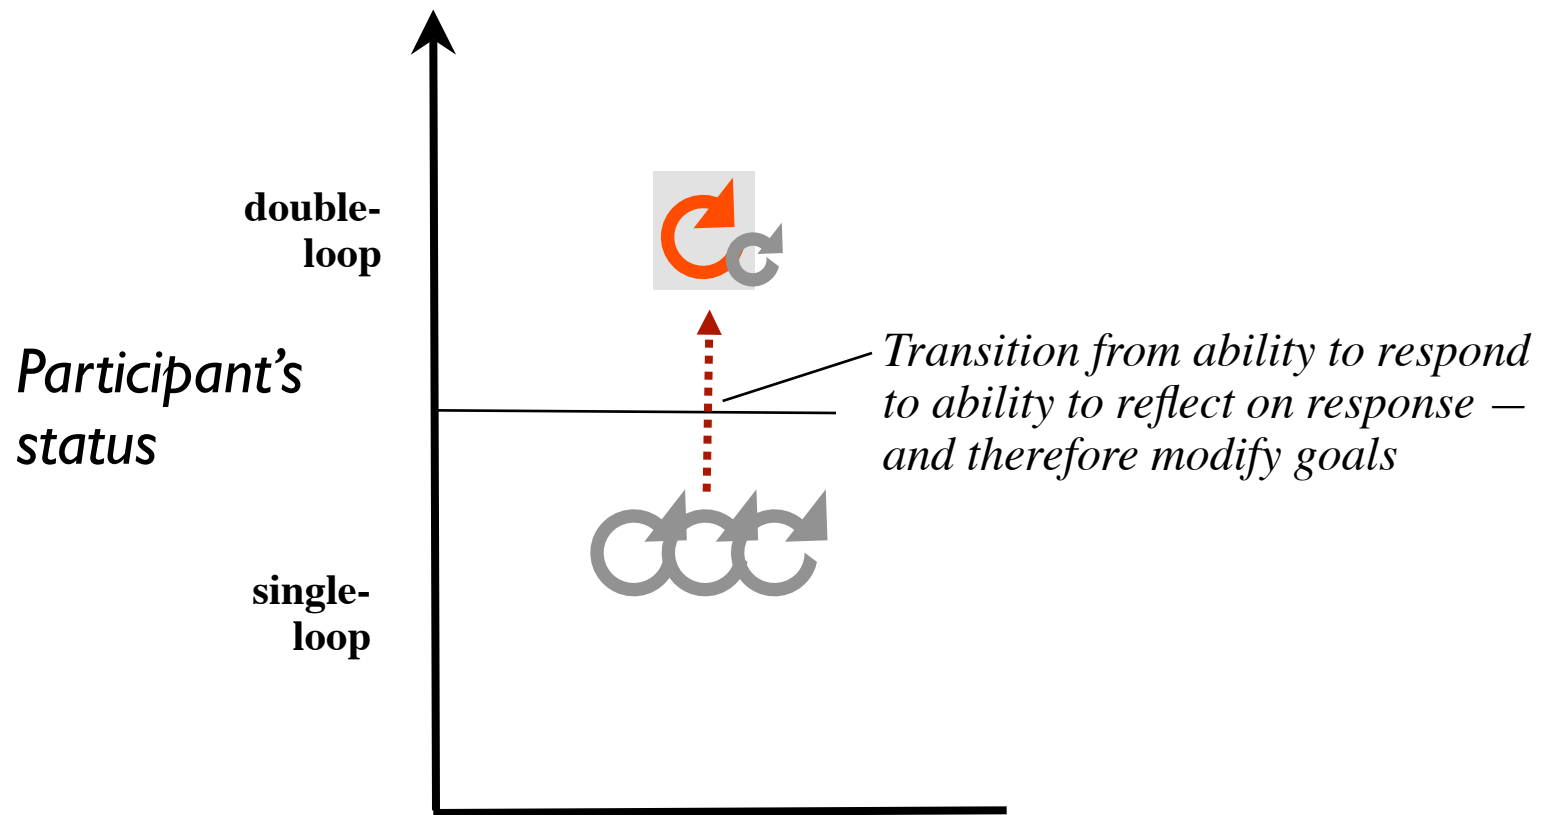 double-
loop
Participant’s
status
Transition from ability to respond
to ability to reflect on response —
and therefore modify goals
single-
loop